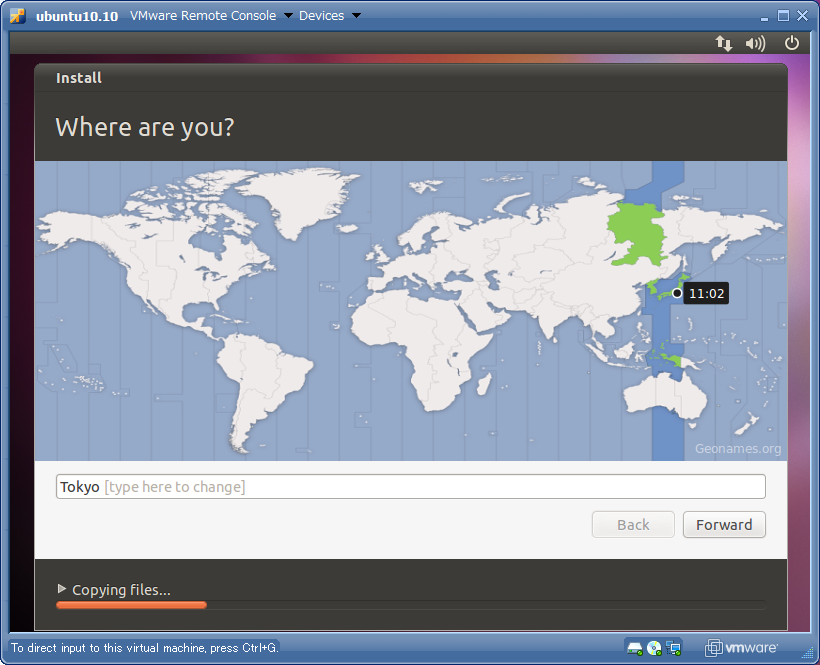 ubuntu10.10 VMware Remote Console Devices
Install
Where are you?
11:02
Geonames.org
Tokyo [type here to change]
Back Forward
Copying files...
To direct input to this virtual machine, press Ctrl+G.
vmware